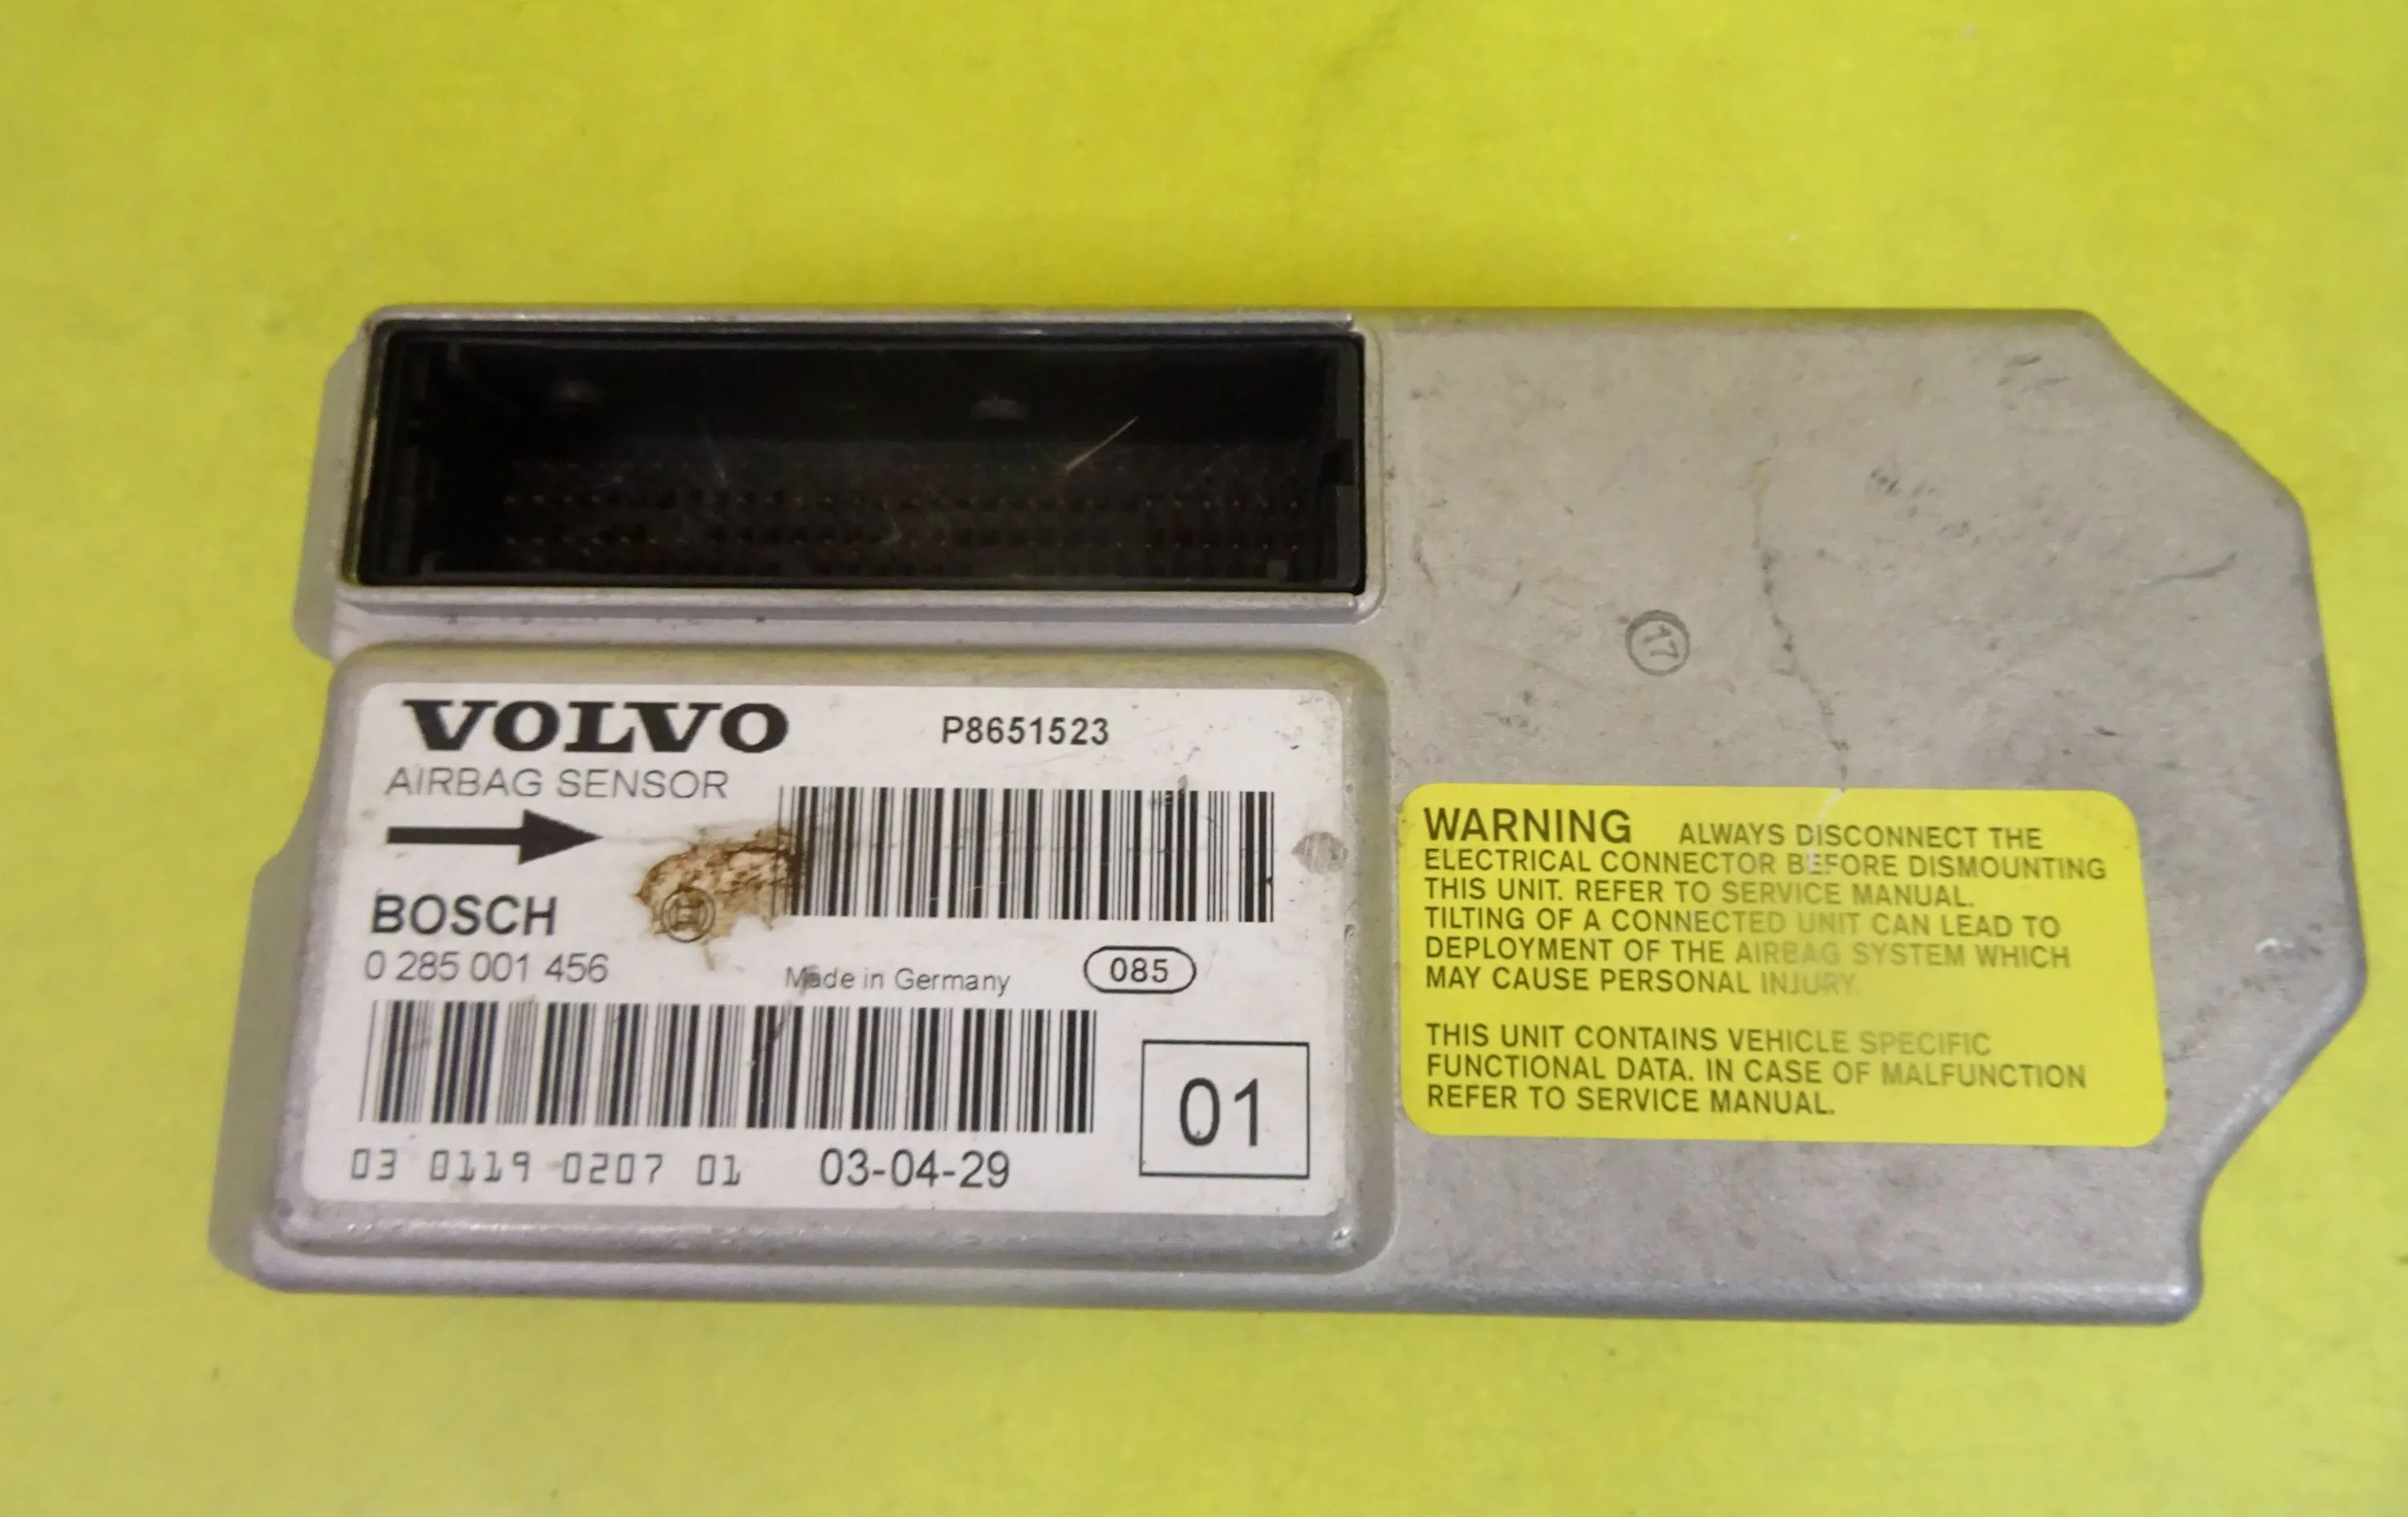 VOLVO P8651523
AIRBAG SENSOR
BOSCH
0 285 001 456
Made in Germany 085
01
03 0119 0207 01 03-04-29
17
WARNING ALWAYS DISCONNECT THE
ELECTRICAL CONNECTOR BEFORE DISMOUNTING
THIS UNIT. REFER TO SERVICE MANUAL.
TILTING OF A CONNECTED UNIT CAN LEAD TO
DEPLOYMENT OF THE AIRBAG SYSTEM WHICH
MAY CAUSE PERSONAL INJURY.
THIS UNIT CONTAINS VEHICLE SPECIFIC
FUNCTIONAL DATA. IN CASE OF MALFUNCTION
REFER TO SERVICE MANUAL.